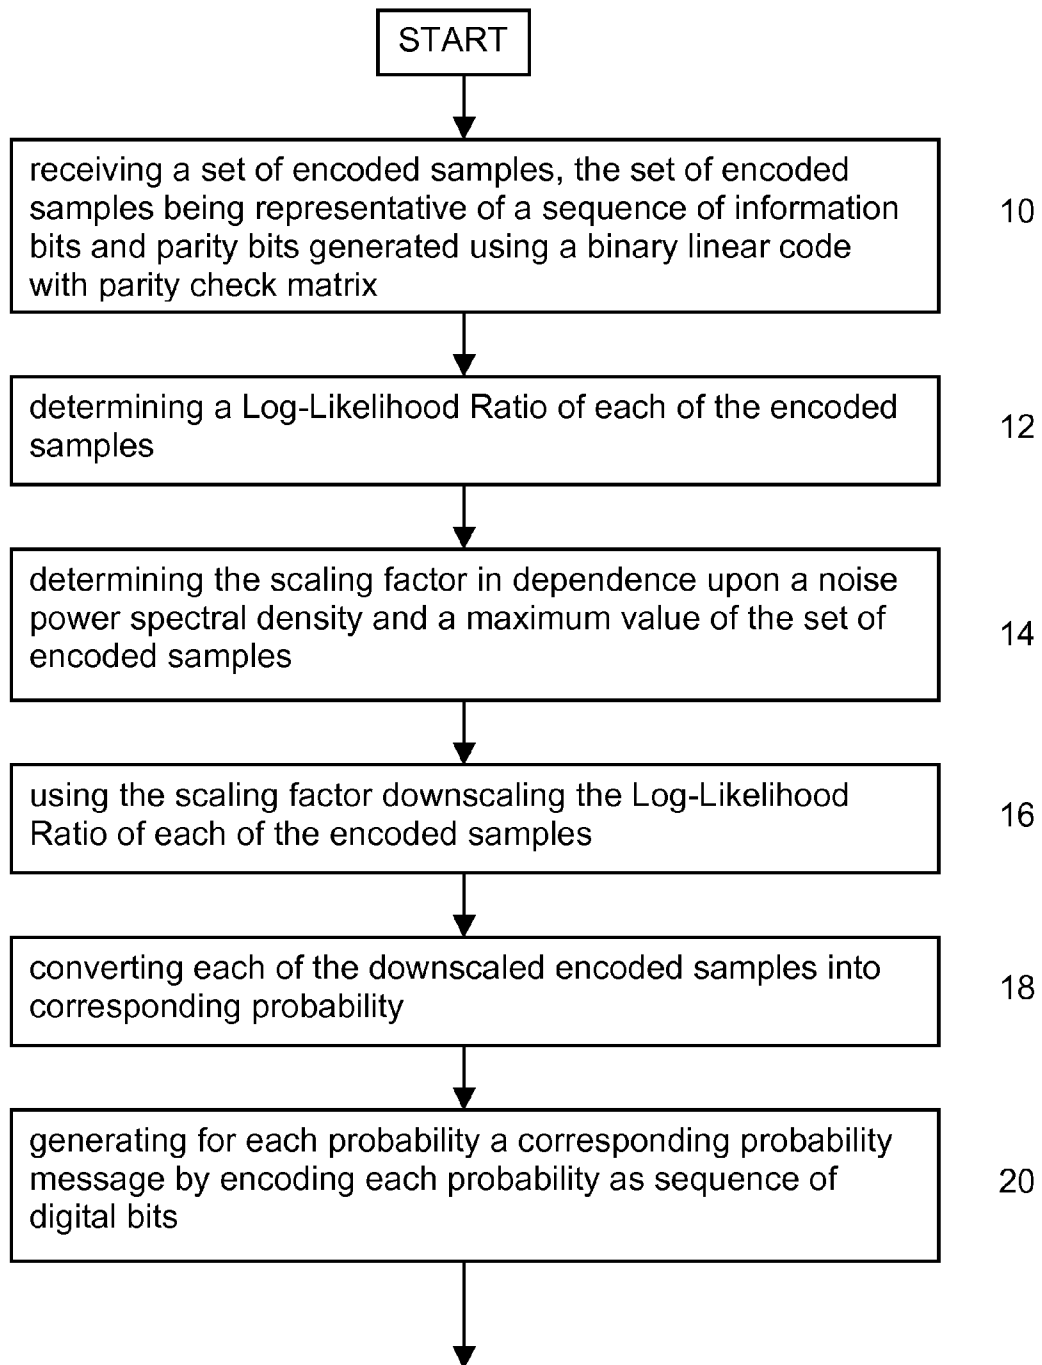 START
receiving a set of encoded samples, the set of encoded
samples being representative of a sequence of information
bits and parity bits generated using a binary linear code
with parity check matrix
10
determining a Log-Likelihood Ratio of each of the encoded
samples
12
determining the scaling factor in dependence upon a noise
power spectral density and a maximum value of the set of
encoded samples
14
using the scaling factor downscaling the Log-Likelihood
Ratio of each of the encoded samples
16
converting each of the downscaled encoded samples into
corresponding probability
18
generating for each probability a corresponding probability
message by encoding each probability as sequence of
digital bits
20